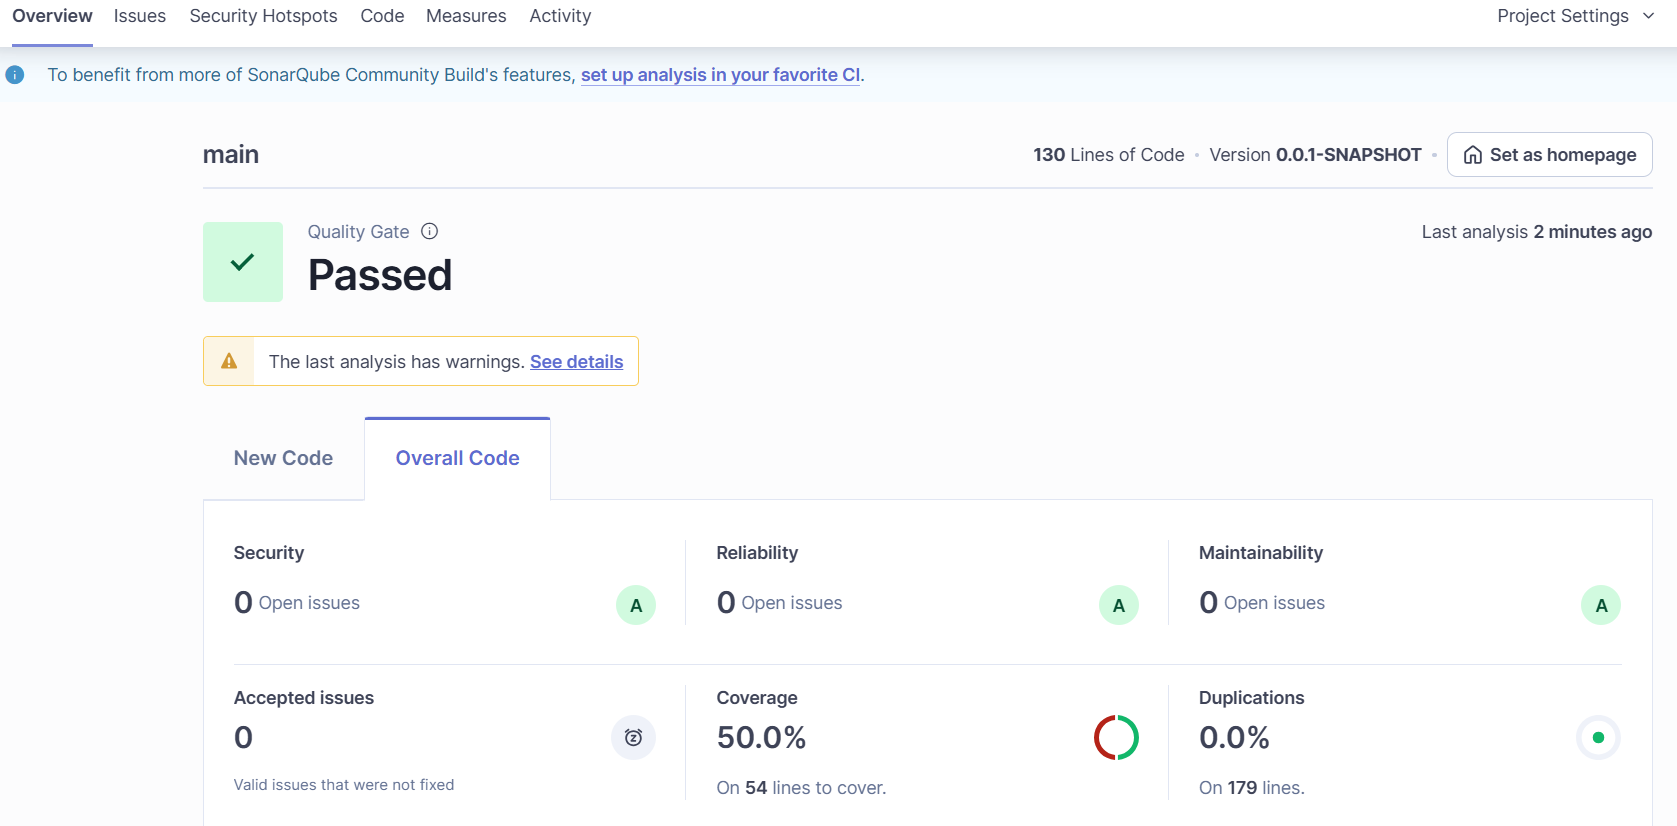 Overview Issues Security Hotspots Code Measures Activity Project Settings
To benefit from more of SonarQube Community Build's features, set up analysis in your favorite CI.
main 130 Lines of Code • Version 0.0.1-SNAPSHOT • Set as homepage
Quality Gate Last analysis 2 minutes ago
Passed
The last analysis has warnings. See details
New Code Overall Code
Security Reliability Maintainability
0 Open issues A 0 Open issues A 0 Open issues A
Accepted issues Coverage Duplications
0 50.0% 0.0%
Valid issues that were not fixed On 54 lines to cover. On 179 lines.